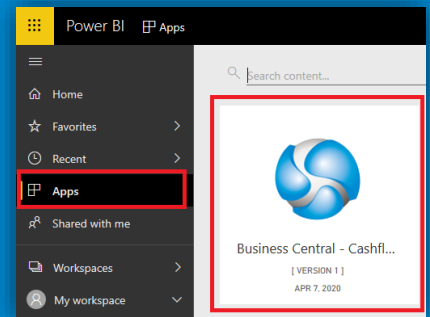 Power BI Apps
Search content...
Home
Favorites
Recent
Apps
Shared with me
Workspaces
My workspace
Business Central - Cashfl...
[ VERSION 1 ]
APR 7, 2020